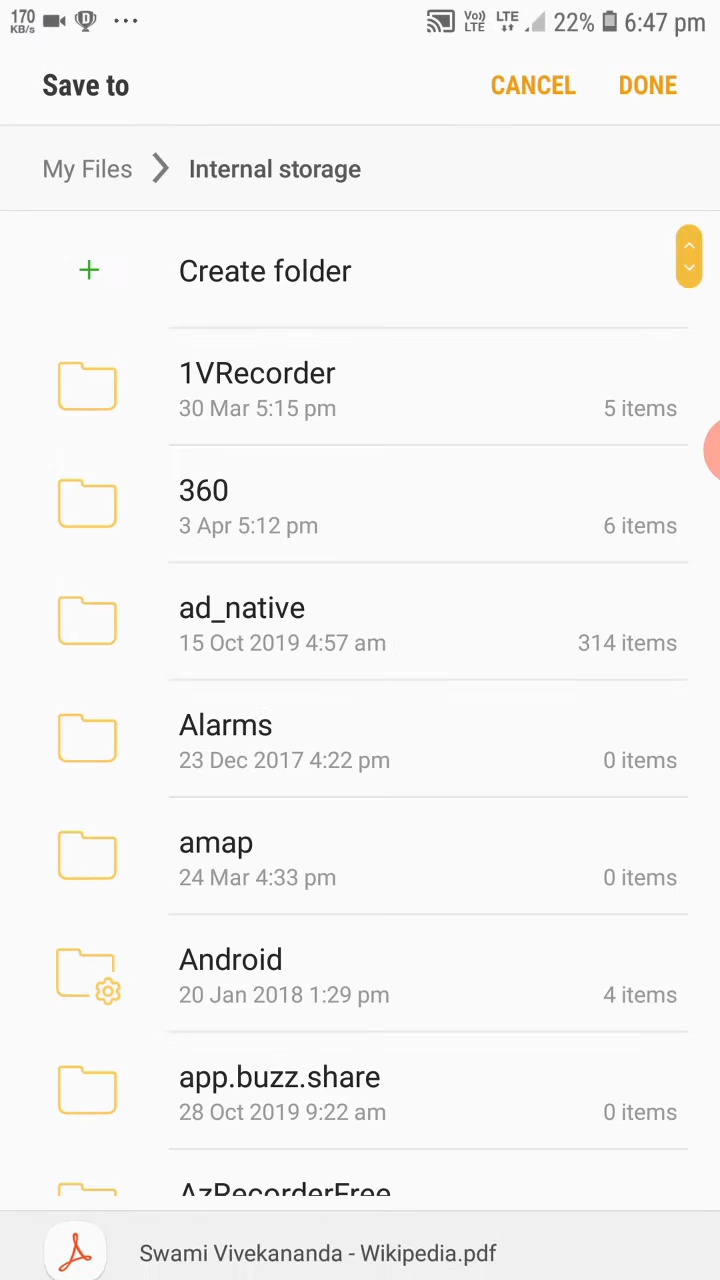 170
KB/s
Vo))
LTE
LTE
22%
6:47 pm
Save to
CANCEL
DONE
My Files
Internal storage
Create folder
1VRecorder
30 Mar 5:15 pm
5 items
360
3 Apr 5:12 pm
6 items
ad_native
15 Oct 2019 4:57 am
314 items
Alarms
23 Dec 2017 4:22 pm
0 items
amap
24 Mar 4:33 pm
0 items
Android
20 Jan 2018 1:29 pm
4 items
app.buzz.share
28 Oct 2019 9:22 am
0 items
AzRecorderFree
Swami Vivekananda - Wikipedia.pdf